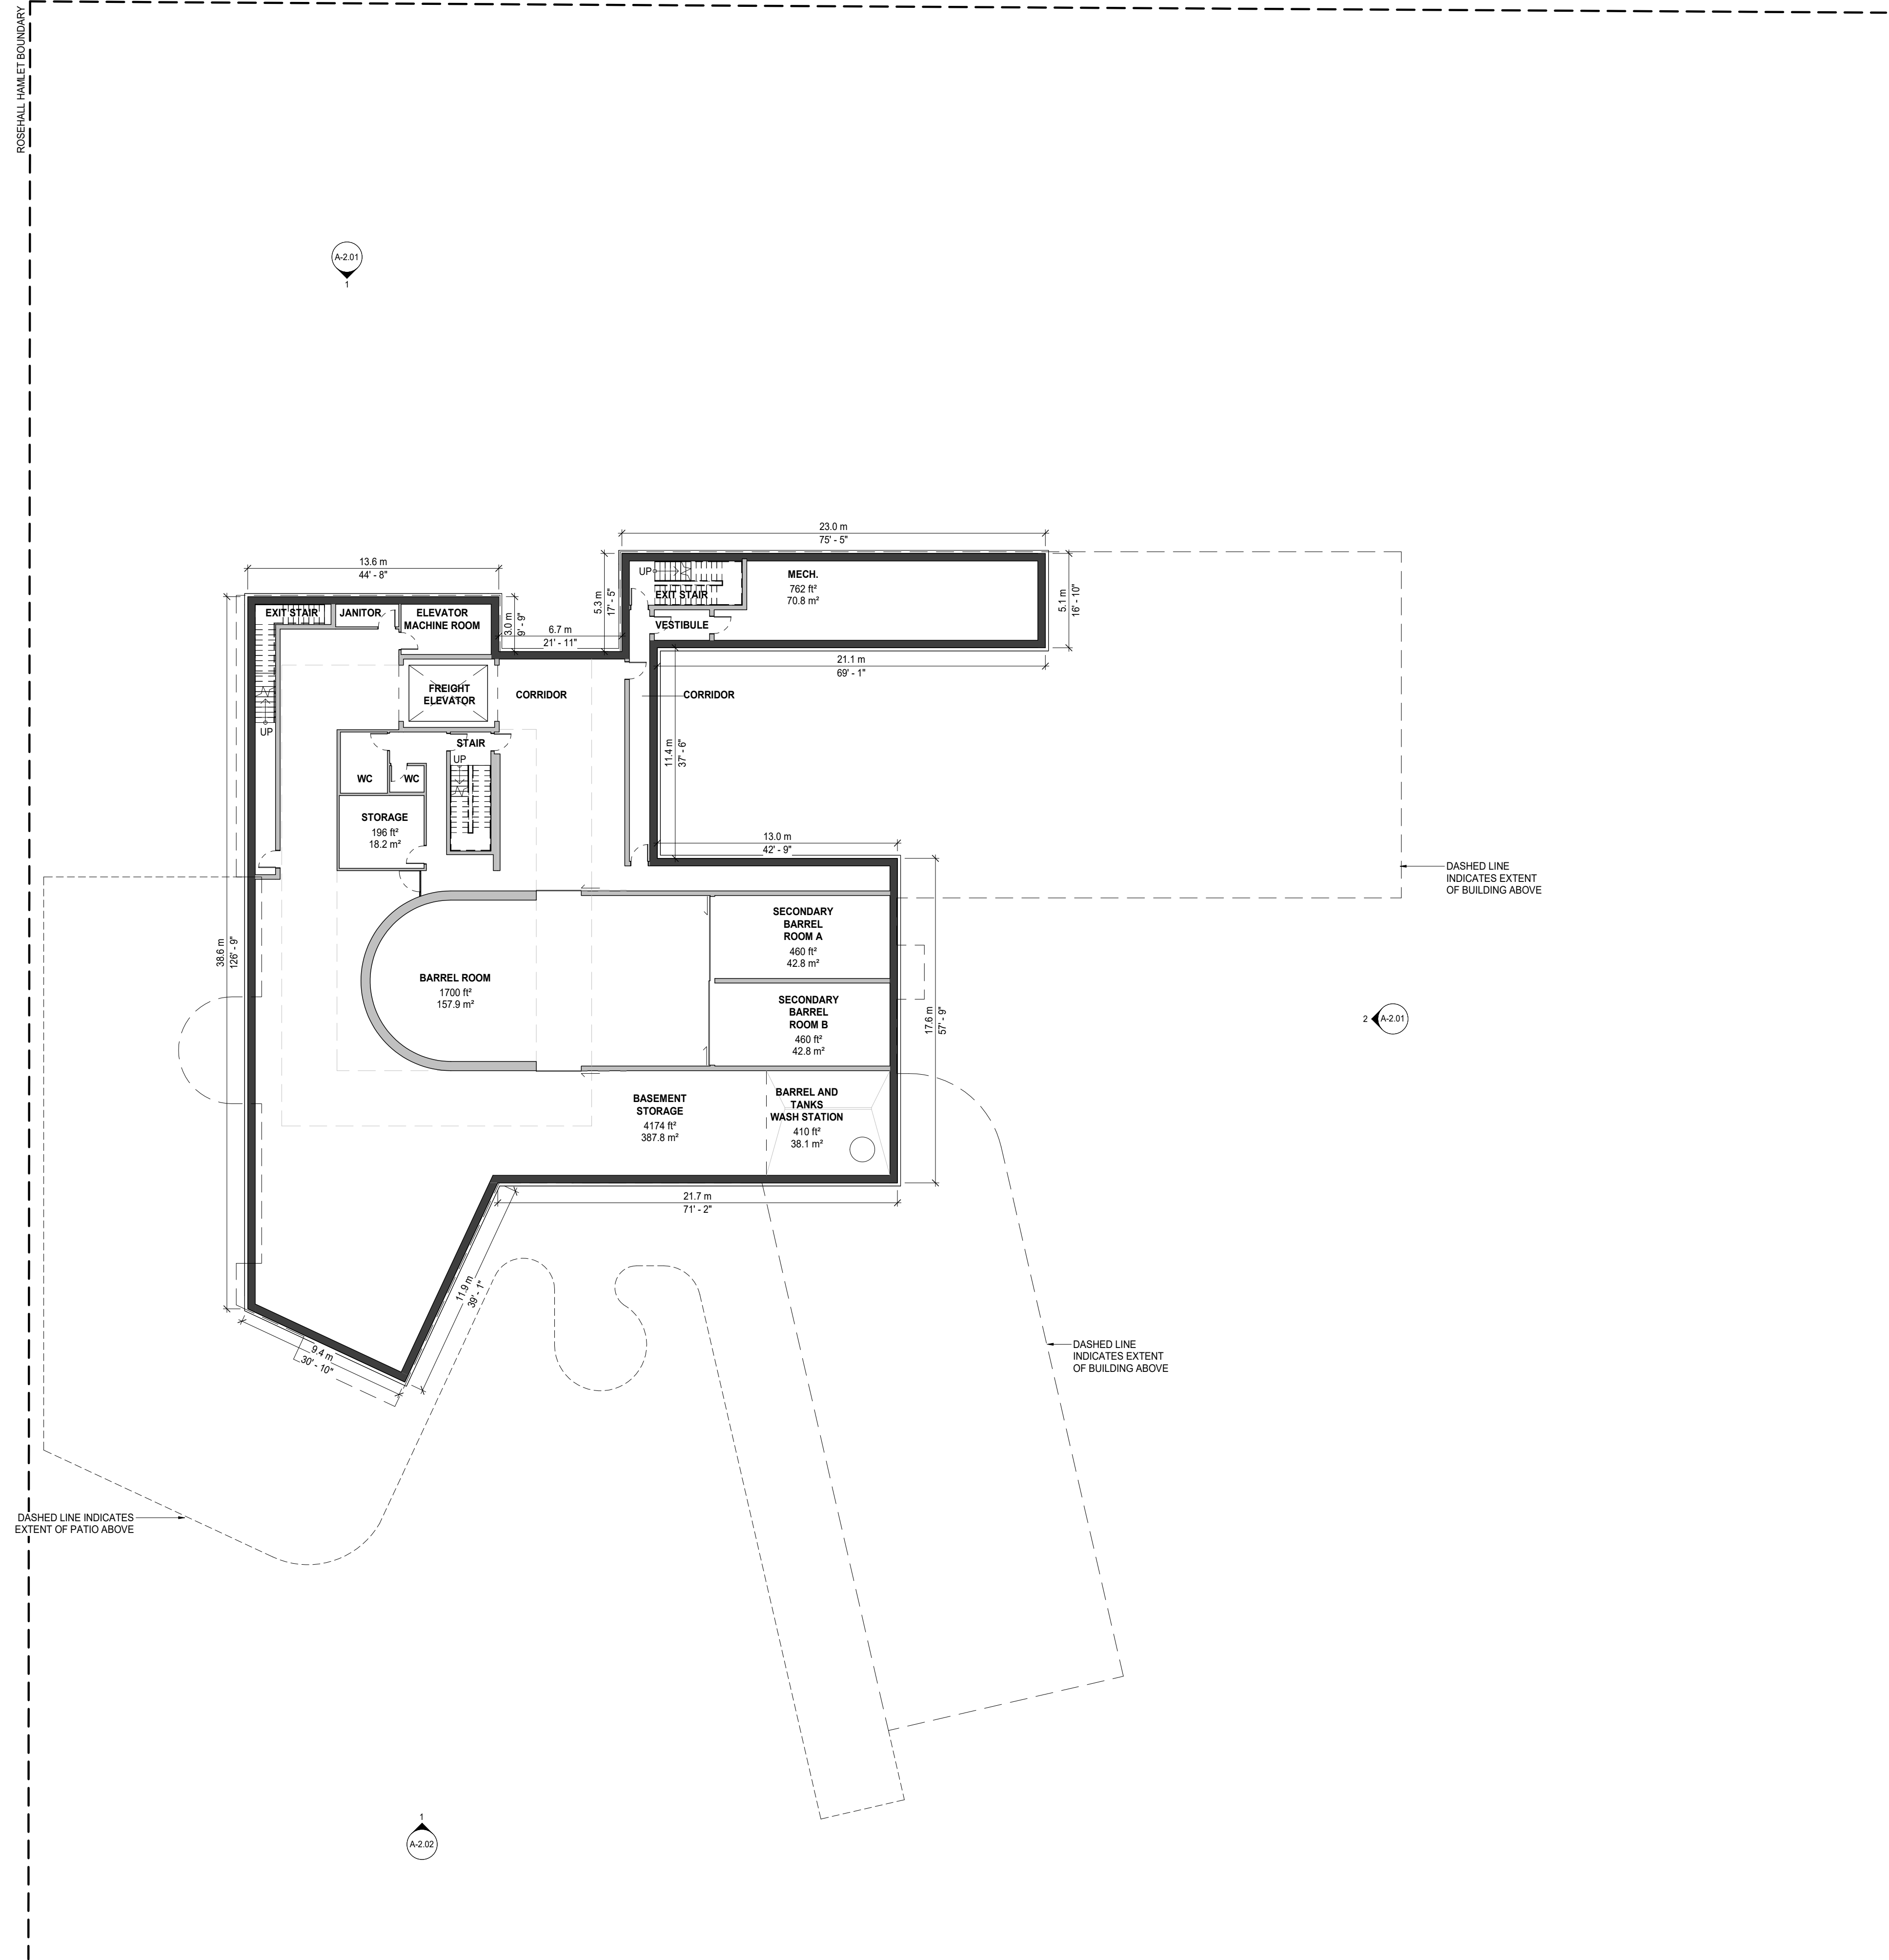 ROSEHALL HAMLET BOUNDARY
A-2.01
1
23.0 m
75' - 5"
13.6 m
44' - 8"
UP
MECH.
762 ft²
70.8 m²
EXIT STAIR
5.3 m
17' - 5"
5.1 m
16' - 10"
EXIT STAIR
JANITOR
ELEVATOR
MACHINE ROOM
3.0 m
9' - 9"
6.7 m
21' - 11"
VESTIBULE
21.1 m
69' - 1"
FREIGHT
ELEVATOR
CORRIDOR
CORRIDOR
UP
STAIR
UP
11.4 m
37' - 6"
WC
WC
STORAGE
196 ft²
18.2 m²
13.0 m
42' - 9"
DASHED LINE
INDICATES EXTENT
OF BUILDING ABOVE
38.6 m
126' - 9"
SECONDARY
BARREL
ROOM A
460 ft²
42.8 m²
BARREL ROOM
1700 ft²
157.9 m²
SECONDARY
BARREL
ROOM B
460 ft²
42.8 m²
17.6 m
57' - 9"
2
A-2.01
BASEMENT
STORAGE
4174 ft²
387.8 m²
BARREL AND
TANKS
WASH STATION
410 ft²
38.1 m²
21.7 m
71' - 2"
11.9 m
39' - 1"
9.4 m
30' - 10"
DASHED LINE
INDICATES EXTENT
OF BUILDING ABOVE
DASHED LINE INDICATES
EXTENT OF PATIO ABOVE
1
A-2.02